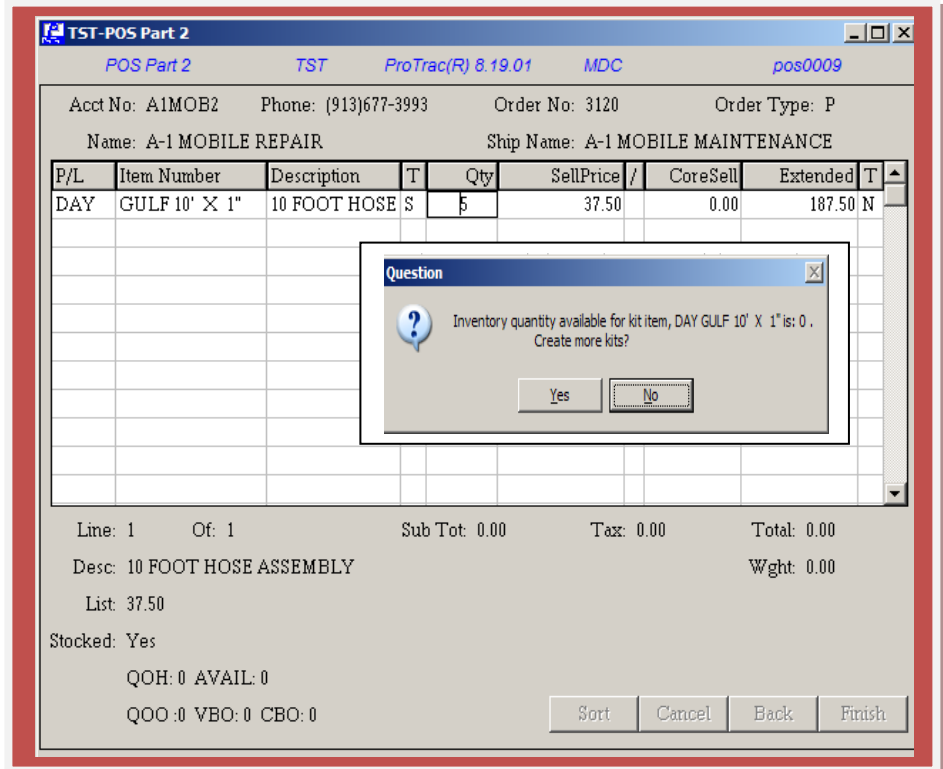 TST-POS Part 2
POS Part 2 TST ProTrac(R) 8.19.01 MDC pos0009
Acct No: A1MOB2 Phone: (913)677-3993 Order No: 3120 Order Type: P
Name: A-1 MOBILE REPAIR Ship Name: A-1 MOBILE MAINTENANCE
P/L Item Number Description T Qty SellPrice / CoreSell Extended T
DAY GULF 10' X 1" 10 FOOT HOSE S 5 37.50 0.00 187.50 N
Question
Inventory quantity available for kit item, DAY GULF 10' X 1" is: 0 .
Create more kits?
Yes No
Line: 1 Of: 1 Sub Tot: 0.00 Tax: 0.00 Total: 0.00
Desc: 10 FOOT HOSE ASSEMBLY Wght: 0.00
List: 37.50
Stocked: Yes
QOH: 0 AVAIL: 0
QOO :0 VBO: 0 CBO: 0
Sort Cancel Back Finish